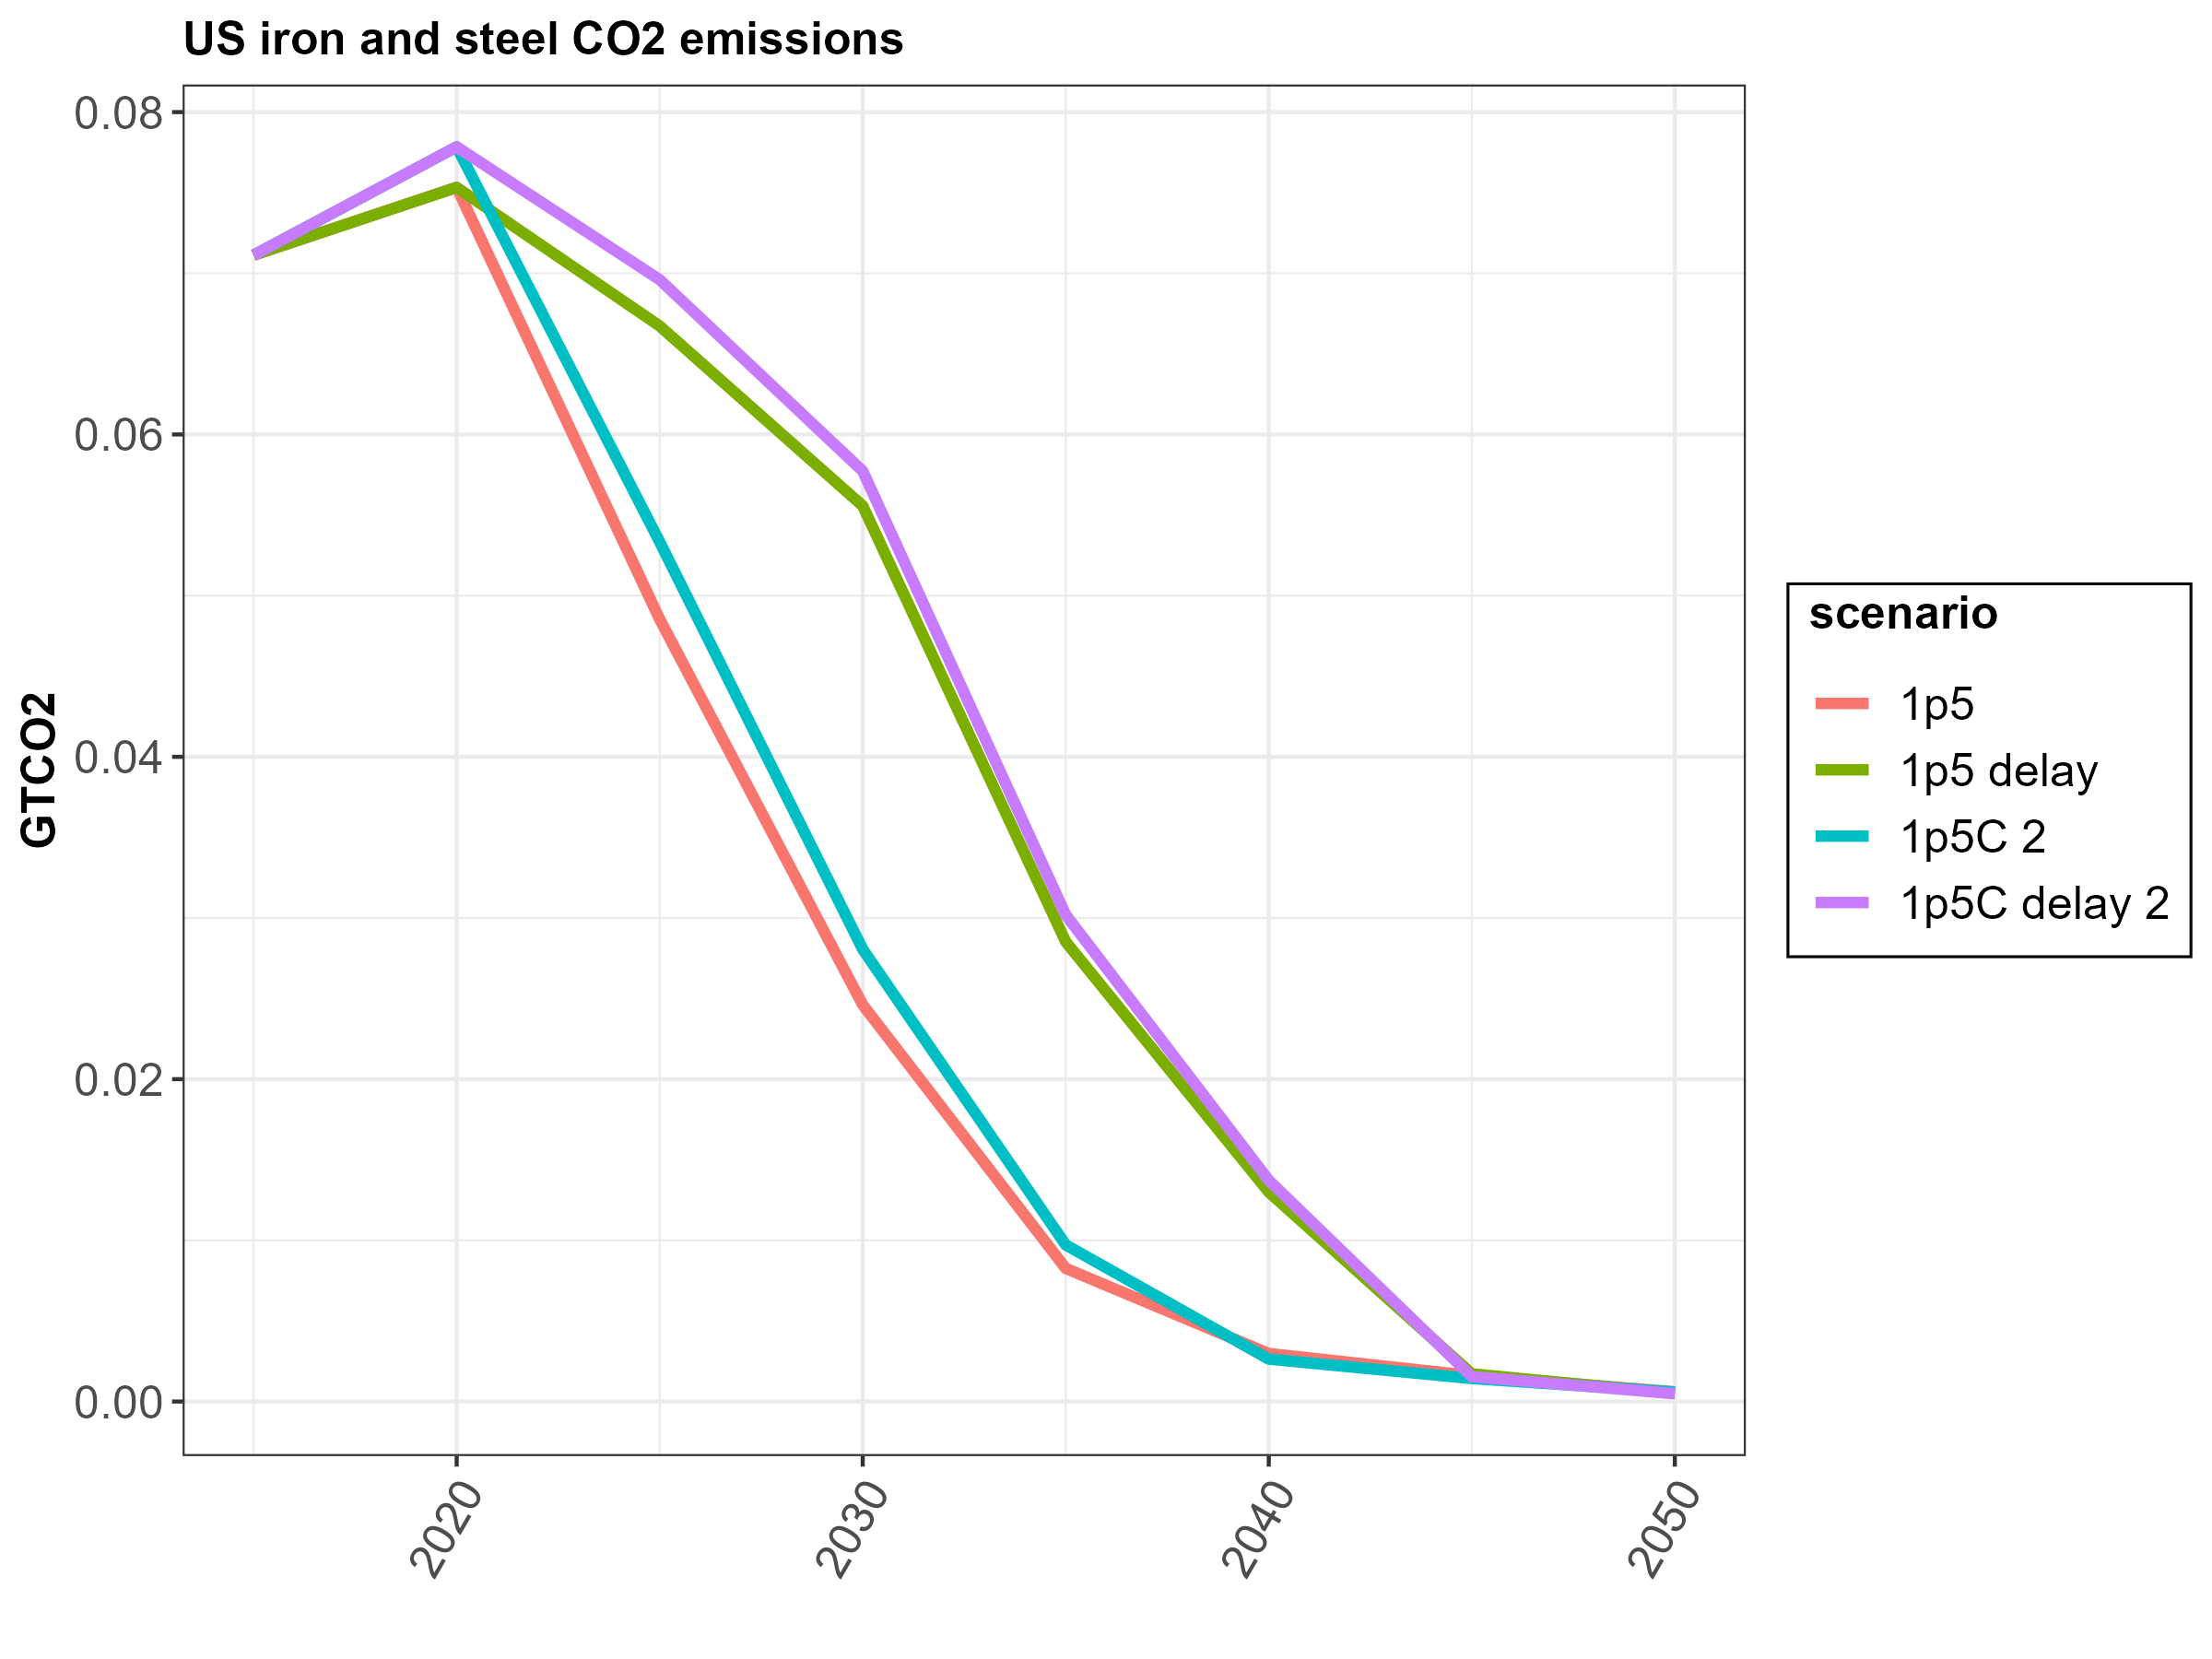 US iron and steel CO2 emissions
GTCO2
0.08
0.06
0.04
0.02
0.00
2020
2030
2040
2050
scenario
1p5
1p5 delay
1p5C 2
1p5C delay 2